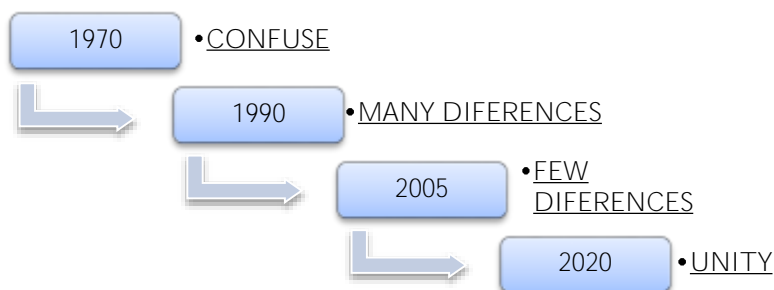 1970
•CONFUSE
1990
•MANY DIFERENCES
2005
•FEW
DIFERENCES
2020
•UNITY